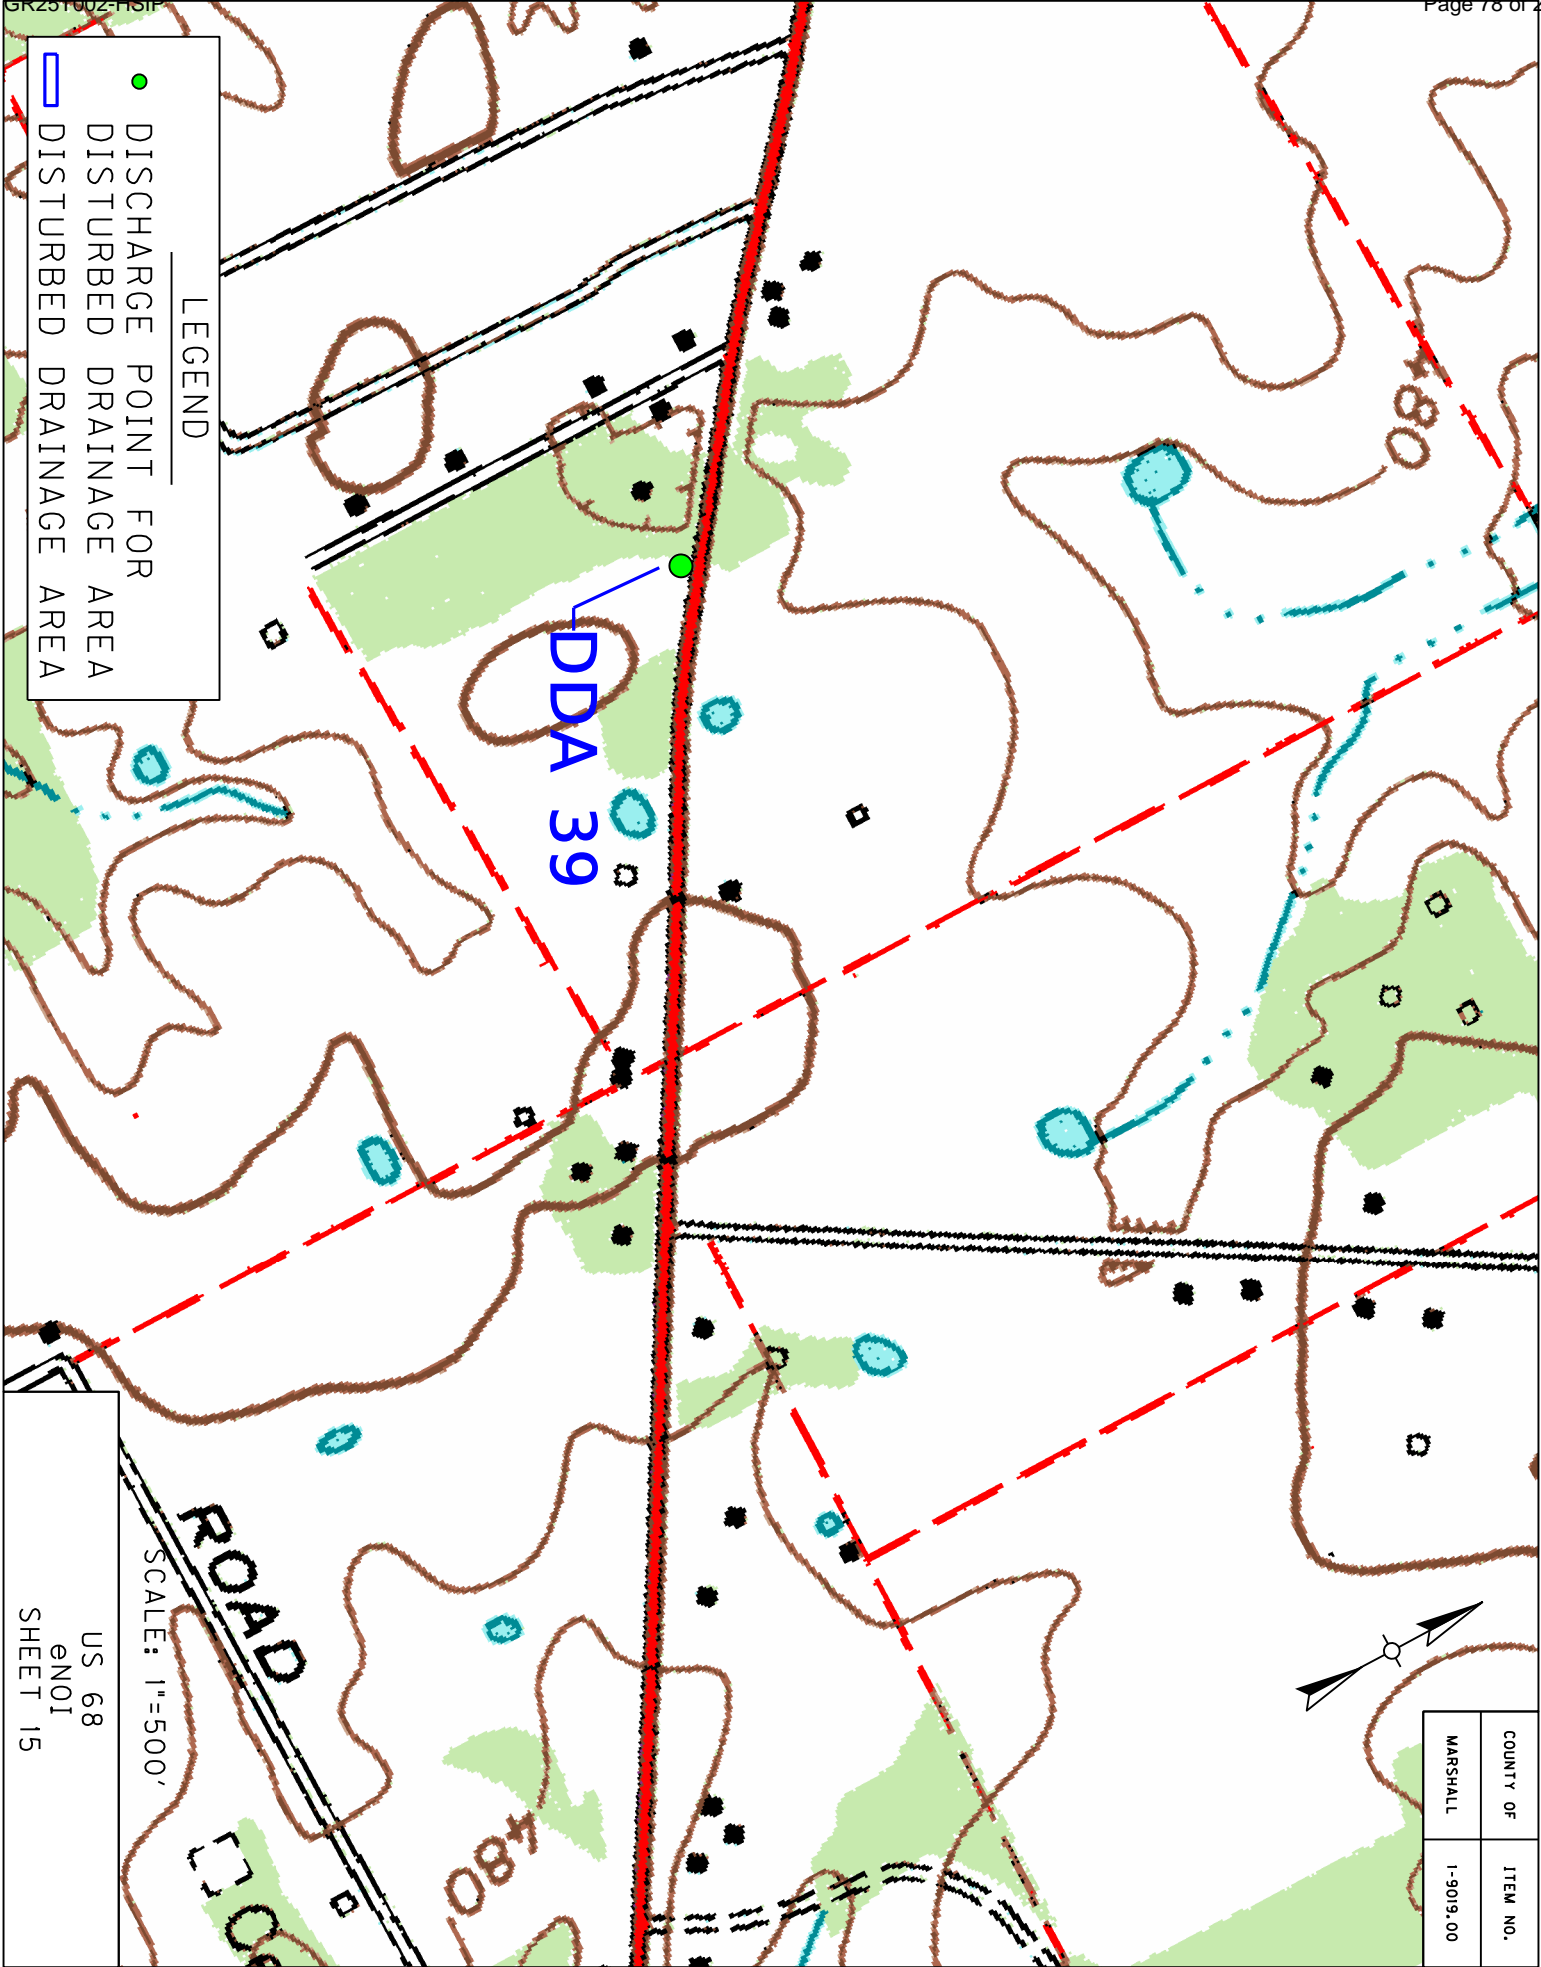 GR251002-HSIP
Page 78 of 2
LEGEND
DISCHARGE POINT FOR
DISTURBED DRAINAGE AREA
DISTURBED DRAINAGE AREA
480
DDA 39
ROAD
480
SCALE: 1"=500'
US 68
eNOI
SHEET 15
COUNTY OF
ITEM NO.
MARSHALL
1-9019.00